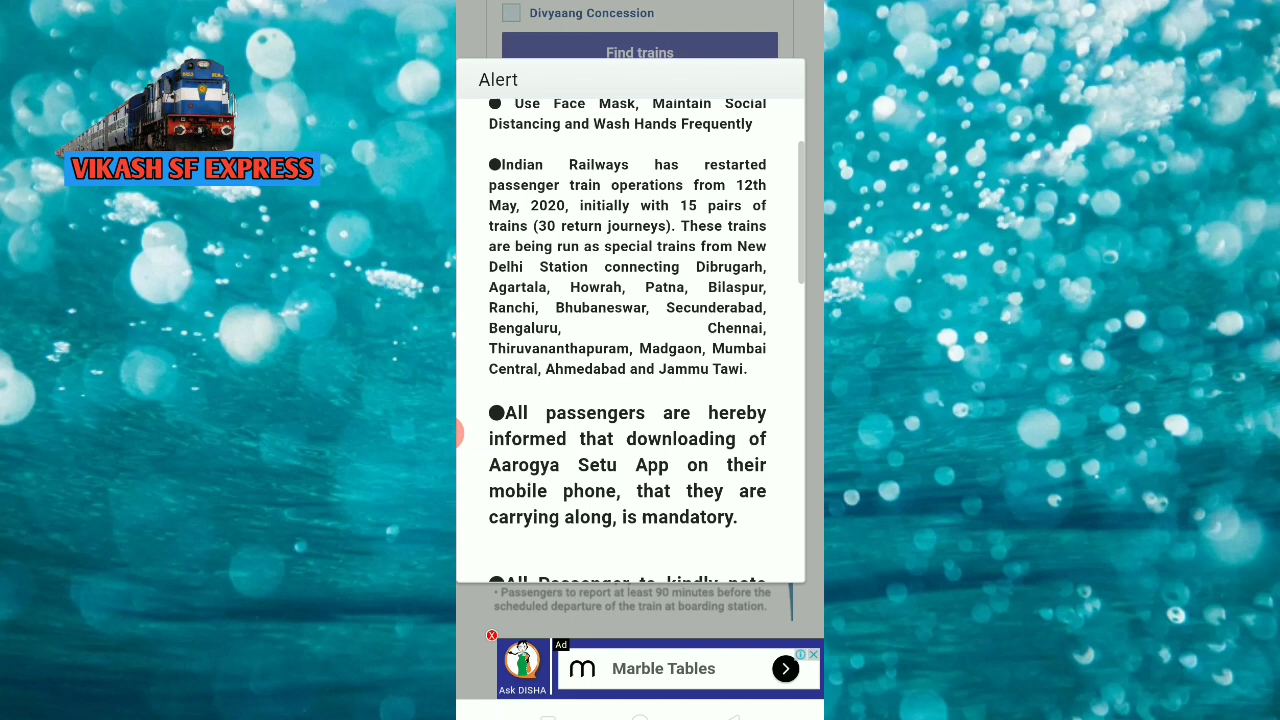 Divyaang Concession
Find trains
Alert
● Use Face Mask, Maintain Social
Distancing and Wash Hands Frequently
●Indian Railways has restarted
passenger train operations from 12th
May, 2020, initially with 15 pairs of
trains (30 return journeys). These trains
are being run as special trains from New
Delhi Station connecting Dibrugarh,
Agartala, Howrah, Patna, Bilaspur,
Ranchi, Bhubaneswar, Secunderabad,
Bengaluru, Chennai,
Thiruvananthapuram, Madgaon, Mumbai
Central, Ahmedabad and Jammu Tawi.
●All passengers are hereby
informed that downloading of
Aarogya Setu App on their
mobile phone, that they are
carrying along, is mandatory.
●All Passenger to kindly note
• Passengers to report at least 90 minutes before the
scheduled departure of the train at boarding station.
X
Ask DISHA
Ad
m Marble Tables
VIKASH SF EXPRESS